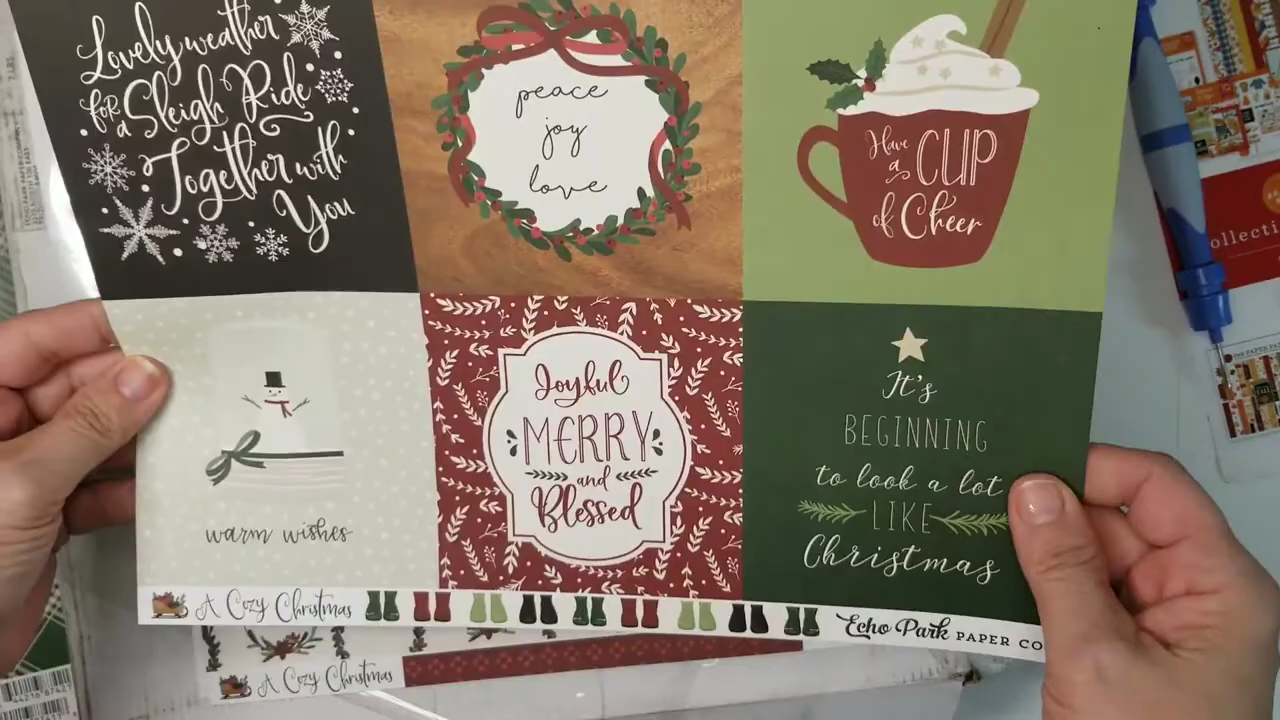 Lovely weather
for a Sleigh Ride
Together with
You
peace
joy
love
Have
a CUP
of Cheer
warm wishes
Joyful
MERRY
and
Blessed
It's
BEGINNING
to look a lot
LIKE
Christmas
A Cozy Christmas
Echo Park PAPER CO
A Cozy Christmas
ollecti